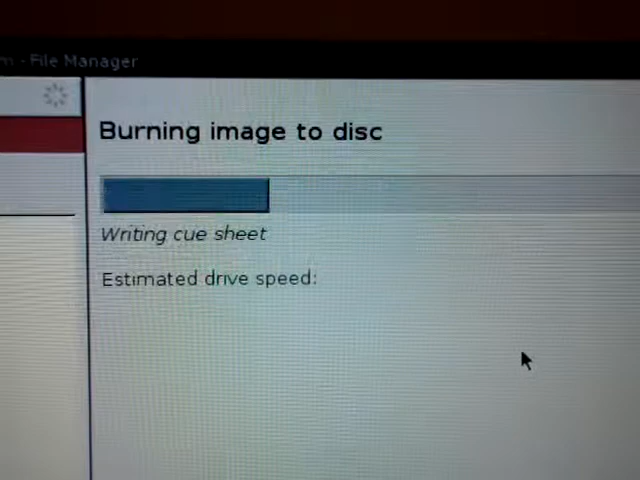 - File Manager
Burning image to disc
Writing cue sheet
Estimated drive speed: